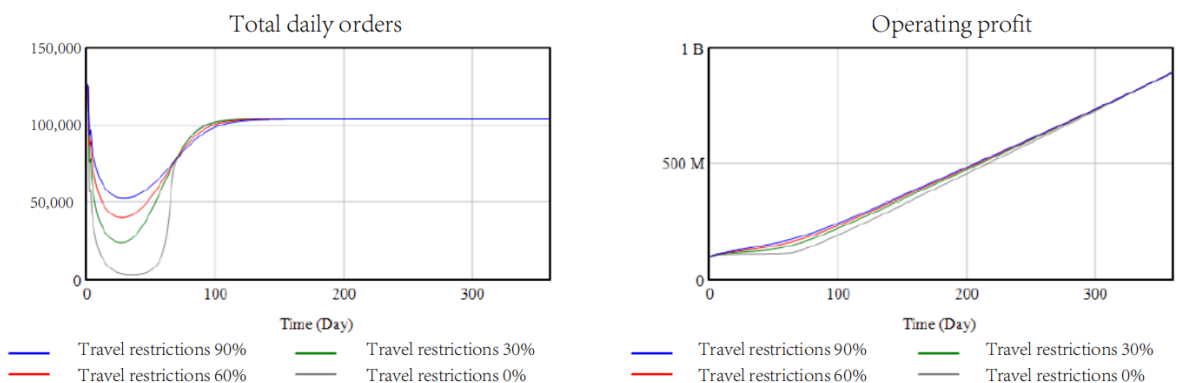 Total daily orders
150,000
100,000
50,000
0
0 100 200 300
Time (Day)
Travel restrictions 90% Travel restrictions 30%
Travel restrictions 60% Travel restrictions 0%
Operating profit
1 B
500 M
0
0 100 200 300
Time (Day)
Travel restrictions 90% Travel restrictions 30%
Travel restrictions 60% Travel restrictions 0%